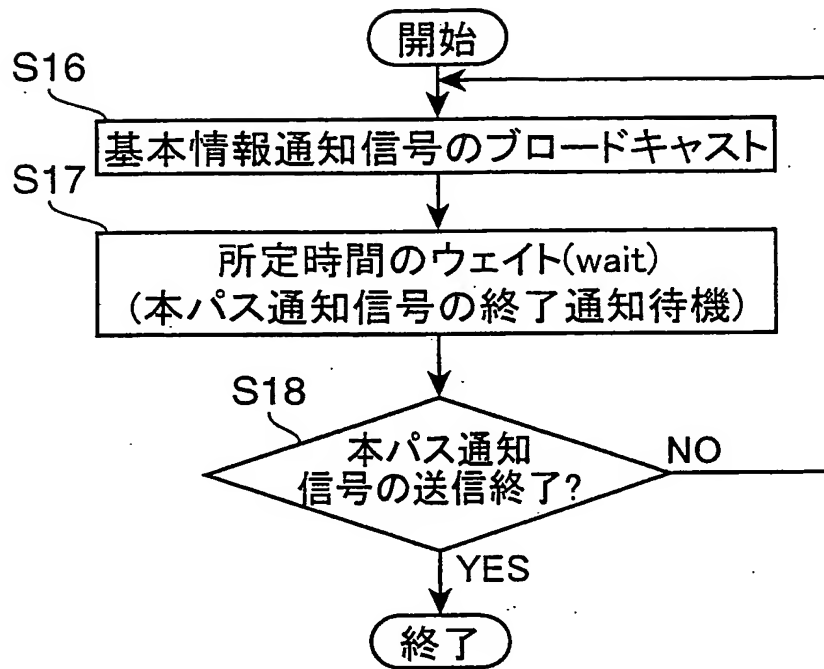 開始
S16
基本情報通知信号のブロードキャスト
S17
所定時間のウェイト(wait)
(本パス通知信号の終了通知待機)
S18
本パス通知
信号の送信終了?
NO
YES
終了